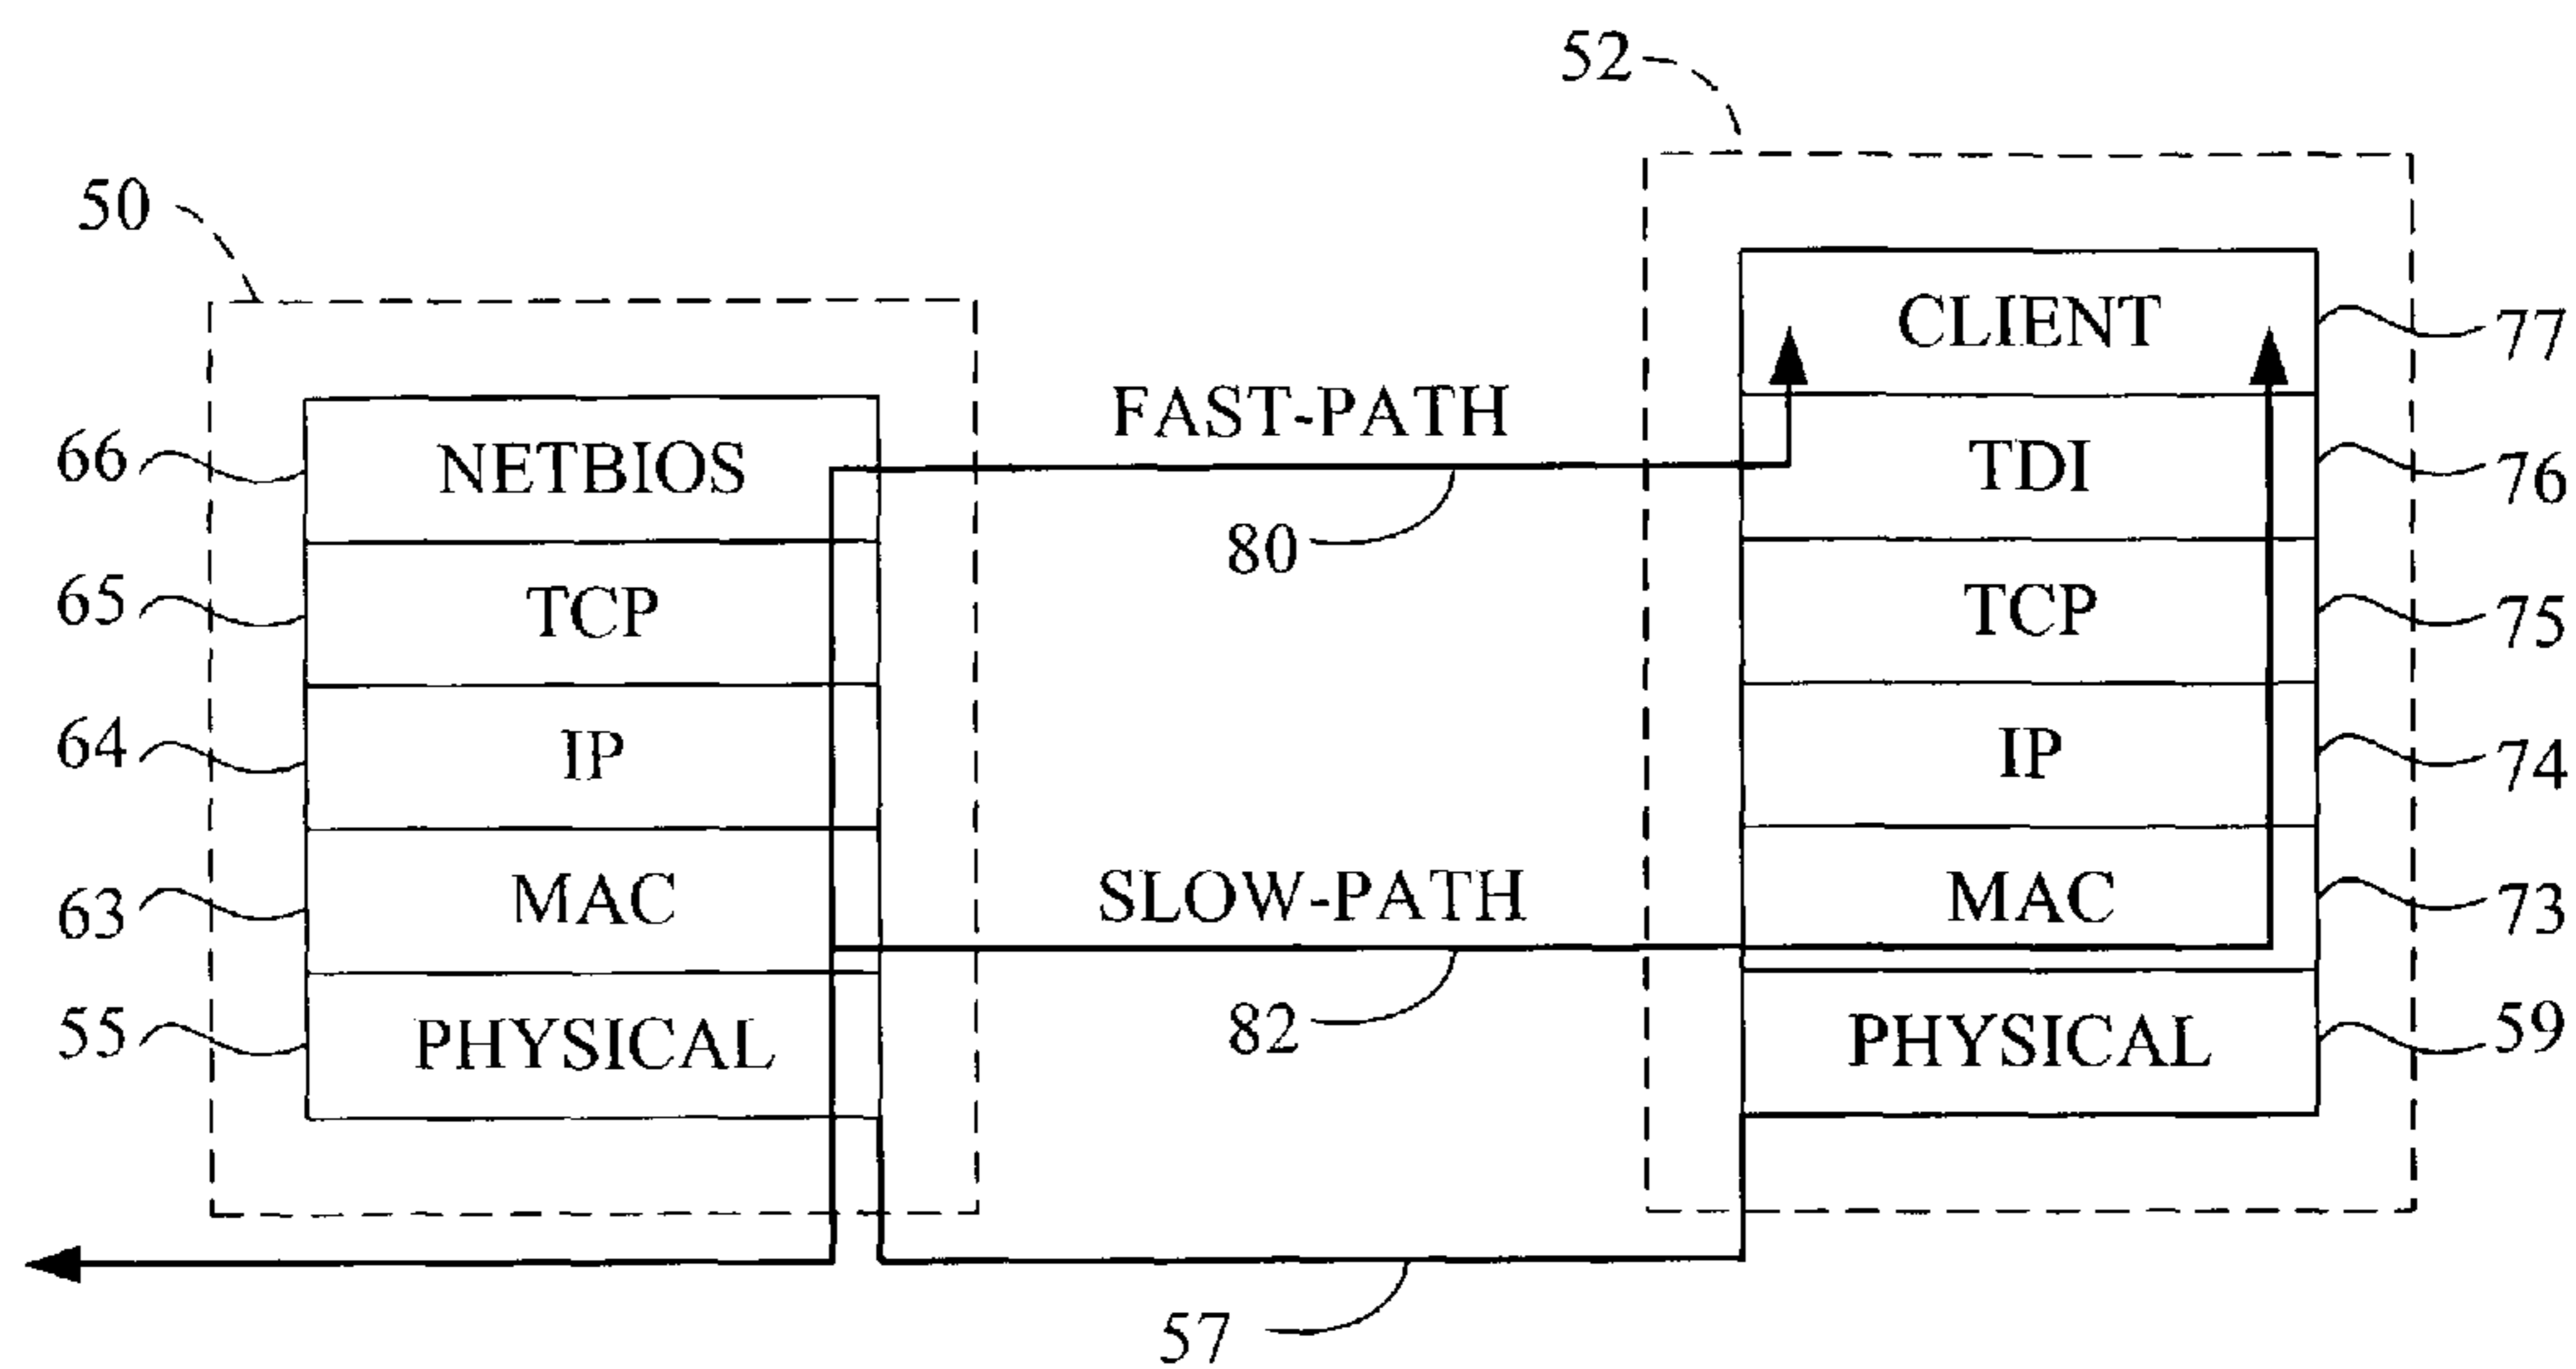 52
50
CLIENT
77
FAST-PATH
66
NETBIOS
TDI
76
80
65
TCP
TCP
75
64
IP
IP
74
63
MAC
SLOW-PATH
MAC
73
55
PHYSICAL
82
PHYSICAL
59
57